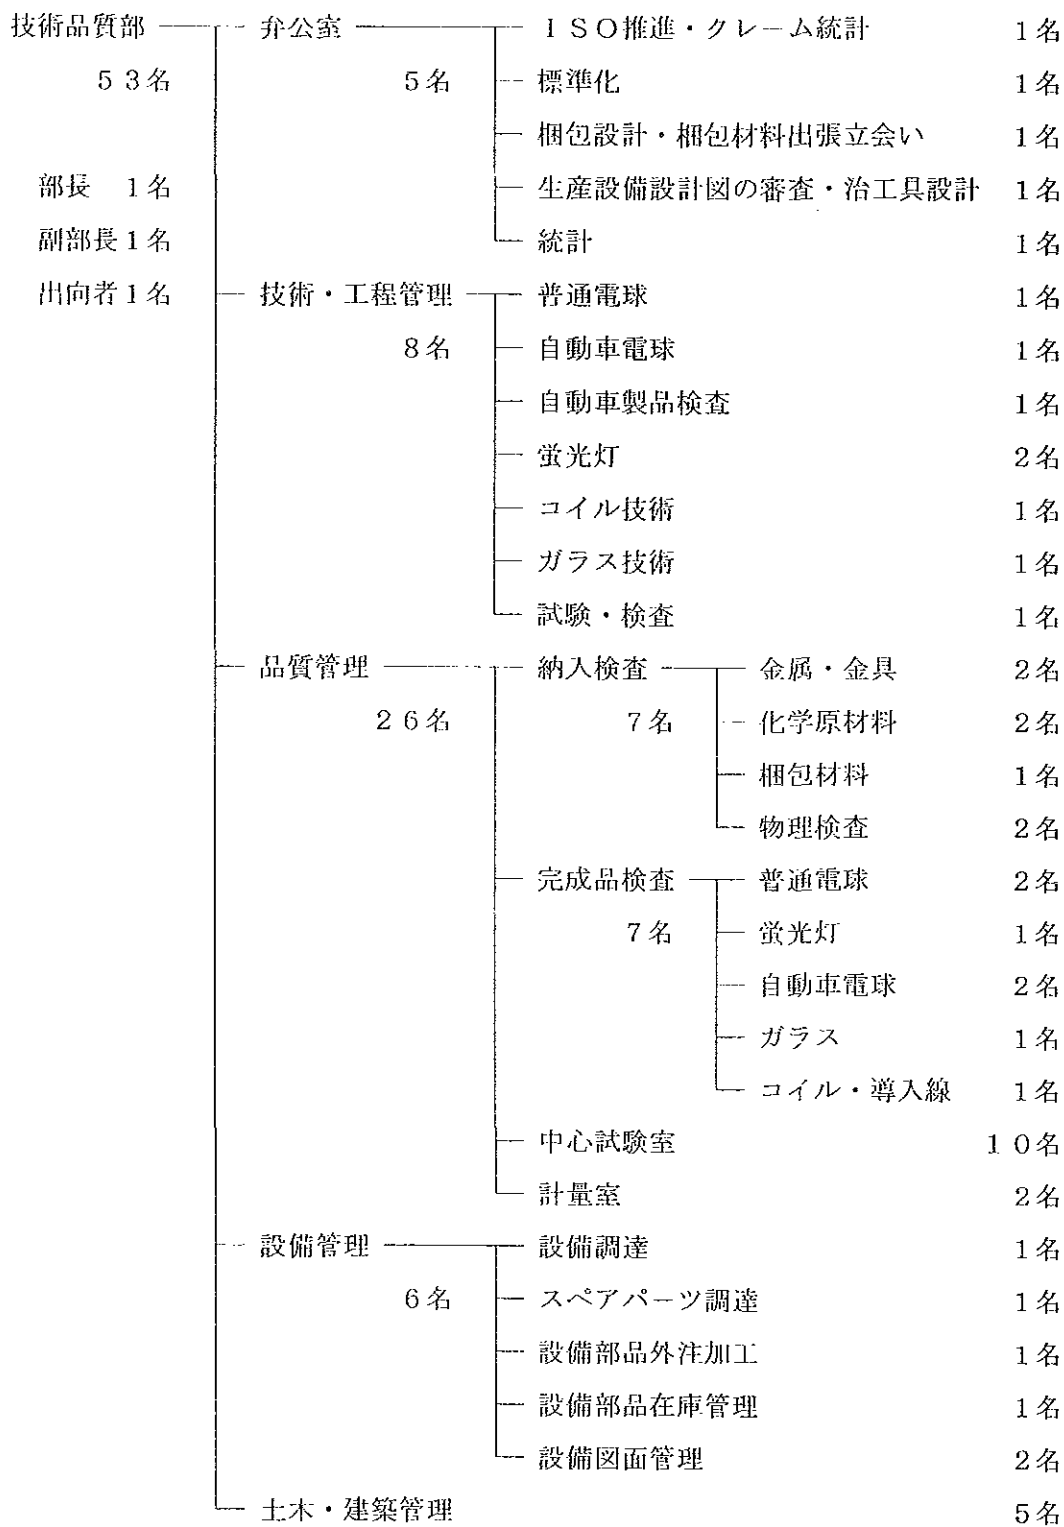 技術品質部 弁公室 ISO推進・クレーム統計 1名
53名 5名 標準化 1名
梱包設計・梱包材料出張立会い 1名
部長 1名 生産設備設計図の審査・治工具設計 1名
副部長1名 統計 1名
出向者1名 技術・工程管理 普通電球 1名
8名 自動車電球 1名
自動車製品検査 1名
蛍光灯 2名
コイル技術 1名
ガラス技術 1名
試験・検査 1名
品質管理 納入検査 金属・金具 2名
26名 7名 化学原材料 2名
梱包材料 1名
物理検査 2名
完成品検査 普通電球 2名
7名 蛍光灯 1名
自動車電球 2名
ガラス 1名
コイル・導入線 1名
中心試験室 10名
計量室 2名
設備管理 設備調達 1名
6名 スペアパーツ調達 1名
設備部品外注加工 1名
設備部品在庫管理 1名
設備図面管理 2名
土木・建築管理 5名